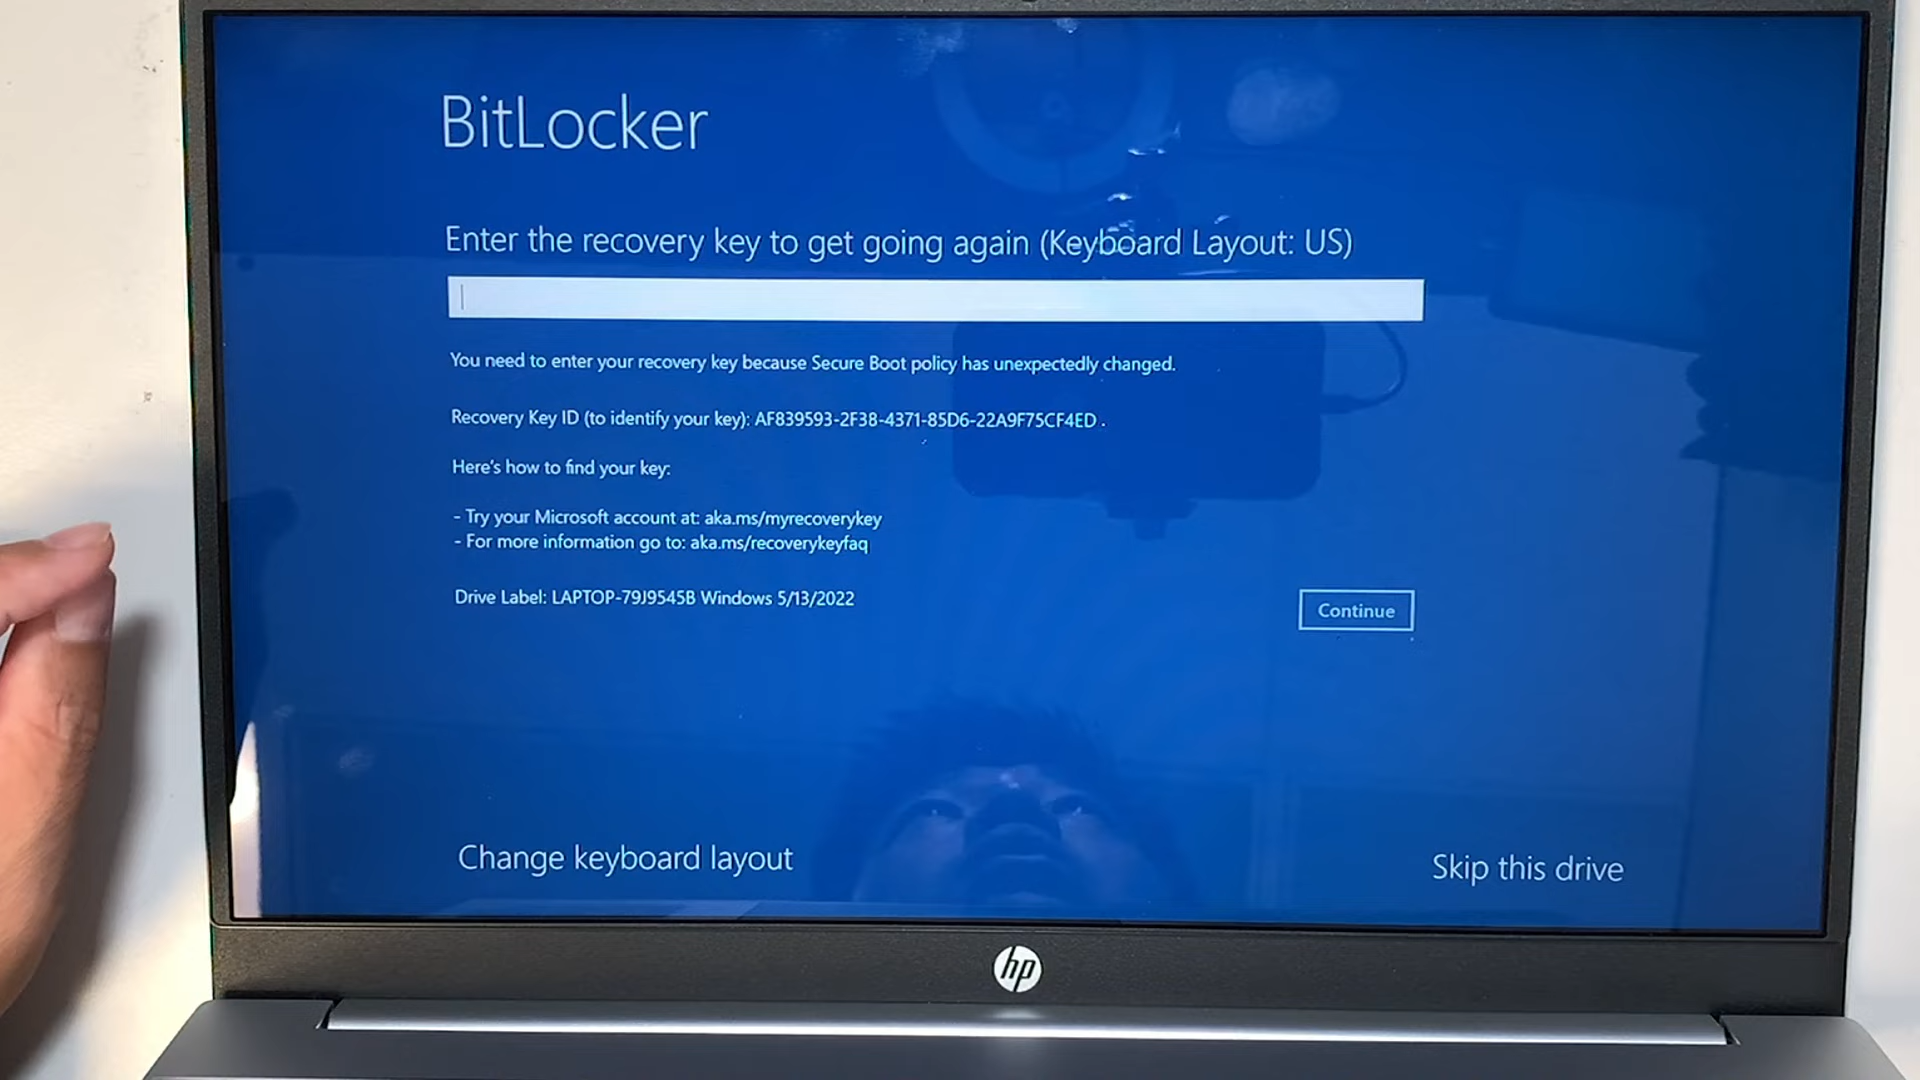 BitLocker
Enter the recovery key to get going again (Keyboard Layout: US)
You need to enter your recovery key because Secure Boot policy has unexpectedly changed.
Recovery Key ID (to identify your key): AF839593-2F38-4371-85D6-22A9F75CF4ED .
Here's how to find your key:
- Try your Microsoft account at: aka.ms/myrecoverykey
- For more information go to: aka.ms/recoverykeyfaq
Drive Label: LAPTOP-79J9545B Windows 5/13/2022
Continue
Change keyboard layout
Skip this drive
hp